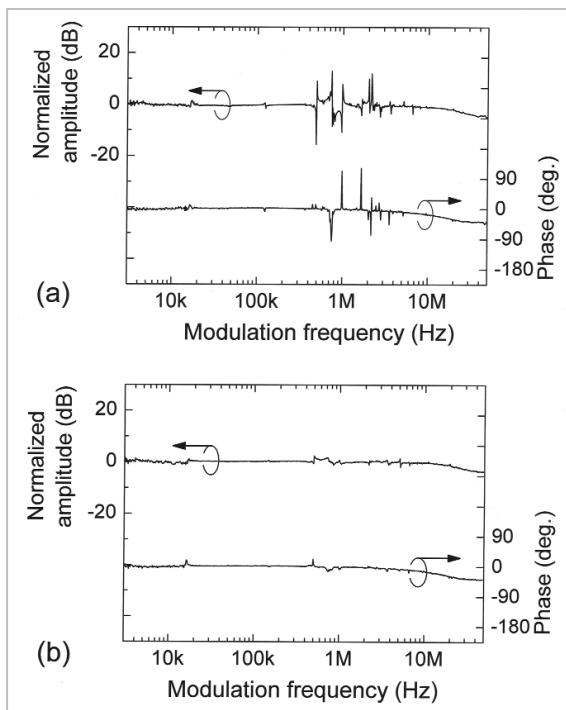 Normalized
amplitude (dB)
20
0
-20
90
0
-90
-180
Phase (deg.)
(a)
10k 100k 1M 10M
Modulation frequency (Hz)
Normalized
amplitude (dB)
20
0
-20
90
0
-90
-180
Phase (deg.)
(b)
10k 100k 1M 10M
Modulation frequency (Hz)